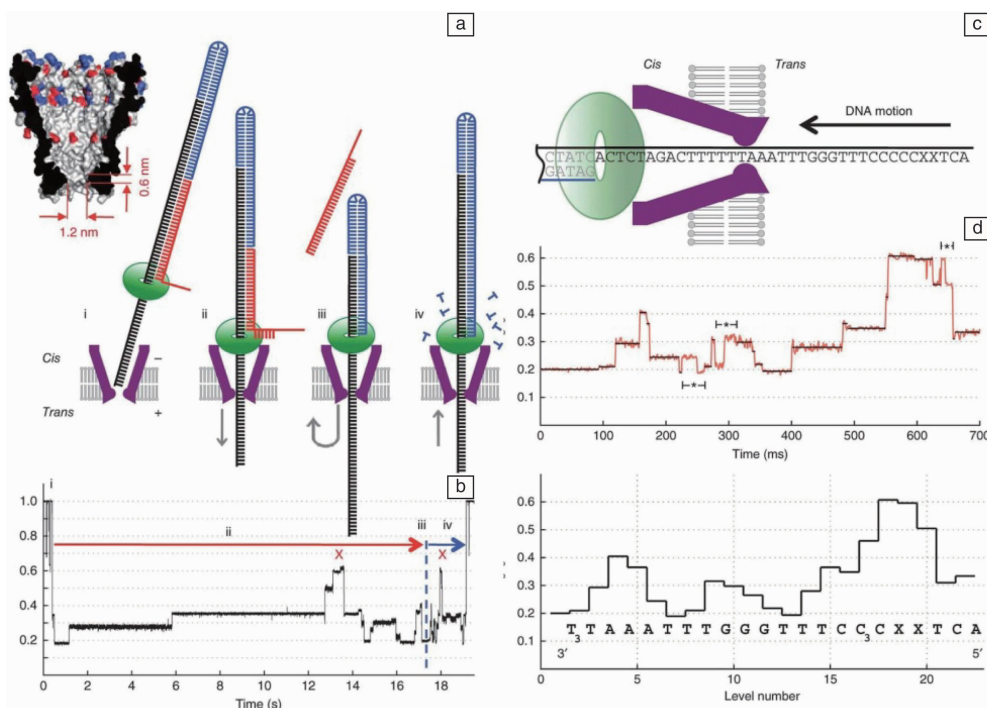 a
0.6 nm
1.2 nm
i
ii
iii
iv
Cis
Trans
−
+
b
i
ii
iii
iv
X
X
1.0
0.8
0.6
0.4
0.2
0 2 4 6 8 10 12 14 16 18
Time (s)
c
Cis
Trans
DNA motion
CTATCACTCTAGACTTTTTTAAATTTGGGTTTCCCCCXXTCA
GATAG
d
*
*
*
0.6
0.5
0.4
0.3
0.2
0.1
0 100 200 300 400 500 600 700
Time (ms)
0.6
0.5
0.4
0.3
0.2
0.1
T3TAAATTTGGGTTTCC3CXXTCA
3′ 5′
0 5 10 15 20
Level number